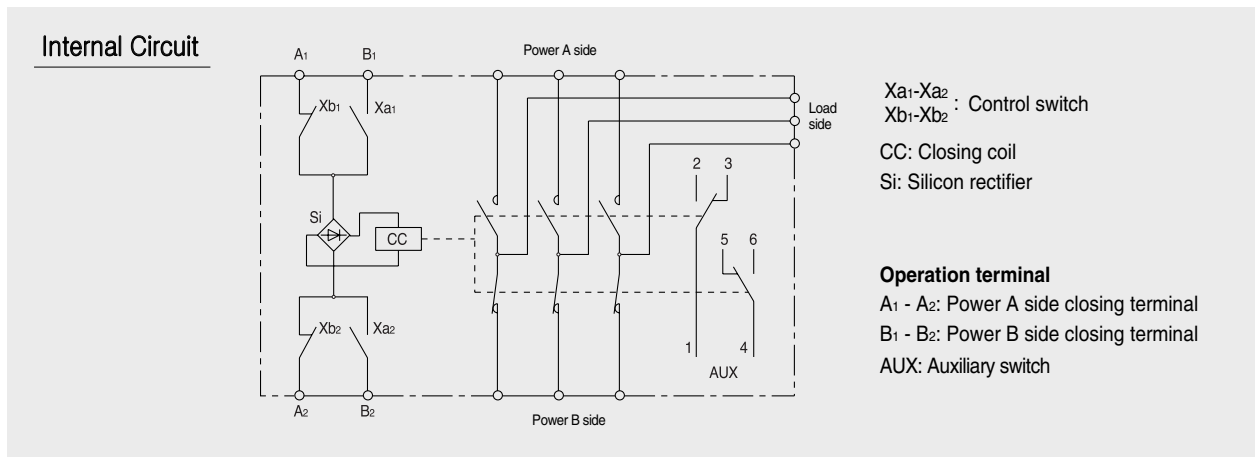 Internal Circuit
A1 B1 Power A side
Xb1 Xa1
Load
side
2 3
Si
CC
5 6
Xb2 Xa2
1 4
AUX
A2 B2
Power B side
Xa1-Xa2
Xb1-Xb2 : Control switch
CC: Closing coil
Si: Silicon rectifier
Operation terminal
A1 - A2: Power A side closing terminal
B1 - B2: Power B side closing terminal
AUX: Auxiliary switch